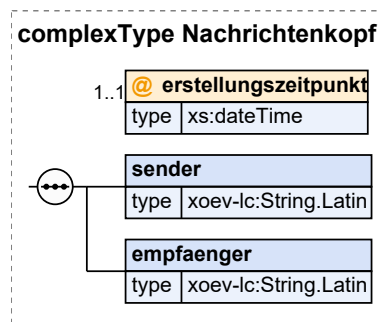 complexType Nachrichtenkopf
1..1 @ erstellungszeitpunkt
type xs:dateTime
sender
type xoev-lc:String.Latin
empfaenger
type xoev-lc:String.Latin